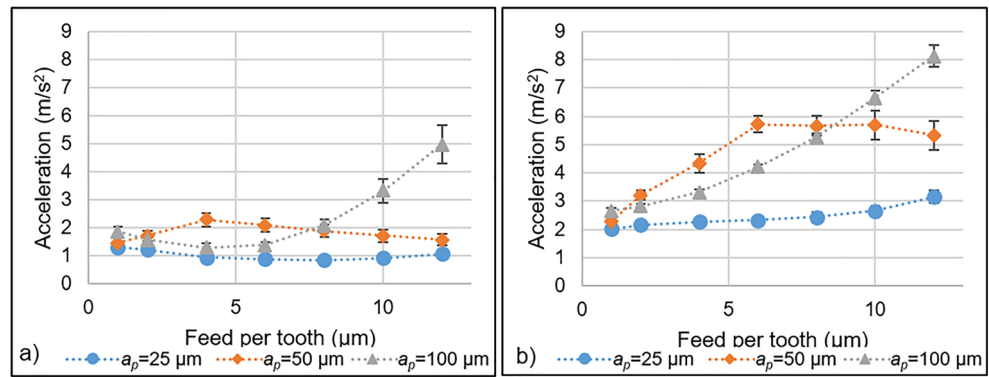 9
8
7
6
5
4
3
2
1
0
Acceleration (m/s²)
0 5 10
Feed per tooth (µm)
a) aₚ=25 µm aₚ=50 µm aₚ=100 µm
9
8
7
6
5
4
3
2
1
0
Acceleration (m/s²)
0 5 10
Feed per tooth (µm)
b) aₚ=25 µm aₚ=50 µm aₚ=100 µm